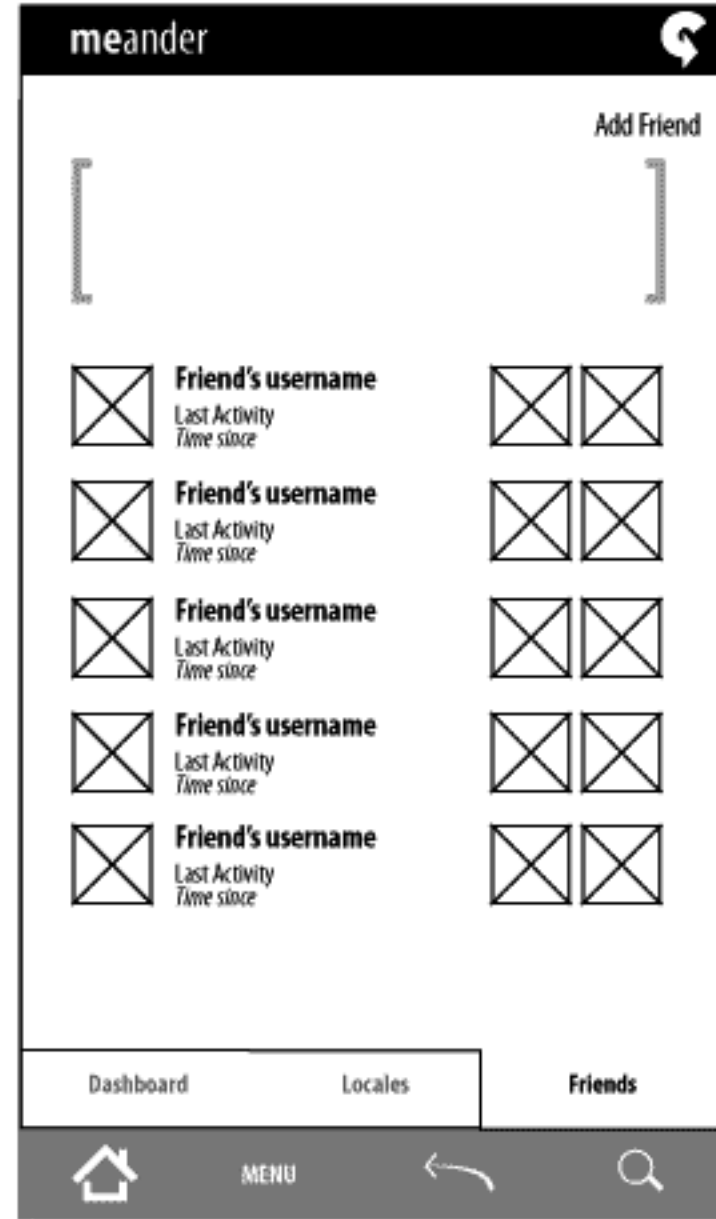 meander
Add Friend
Friend's username
Last Activity
Time since
Friend's username
Last Activity
Time since
Friend's username
Last Activity
Time since
Friend's username
Last Activity
Time since
Friend's username
Last Activity
Time since
Dashboard Locales Friends
MENU